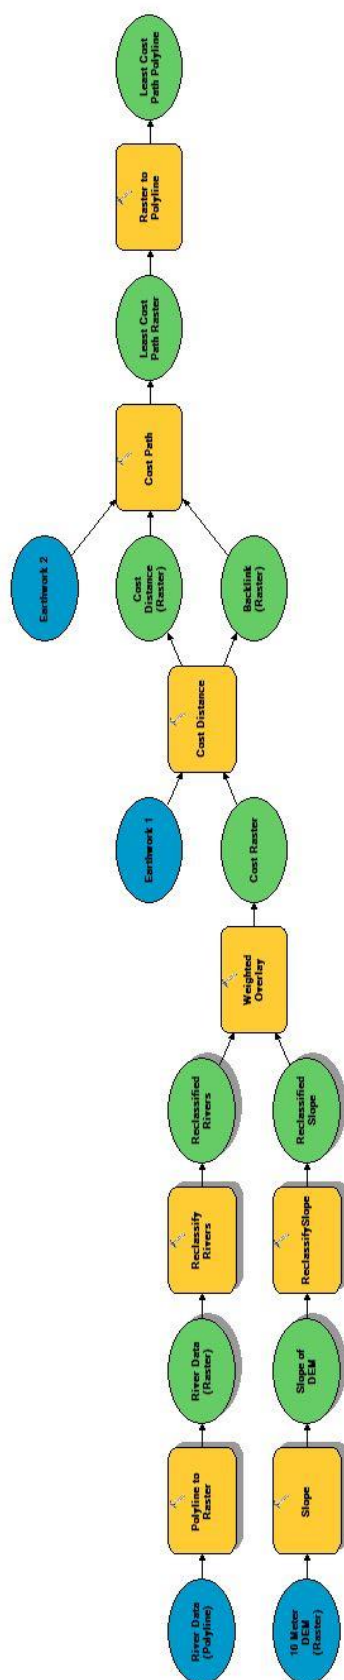 River Data
(Polyline)
Polyline to
Raster
River Data
(Raster)
Reclassify
Rivers
Reclassified
Rivers
10 Meter
DEM
(Raster)
Slope
Slope of
DEM
ReclassifySlope
Reclassified
Slope
Weighted
Overlay
Cost Raster
Earthwork 1
Cost Distance
Cost
Distance
(Raster)
Backlink
(Raster)
Earthwork 2
Cost Path
Least Cost
Path Raster
Raster to
Polyline
Least Cost
Path Polyline